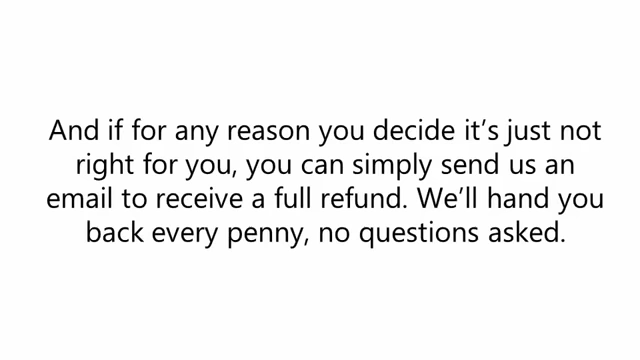 And if for any reason you decide it’s just not
right for you, you can simply send us an
email to receive a full refund. We’ll hand you
back every penny, no questions asked.